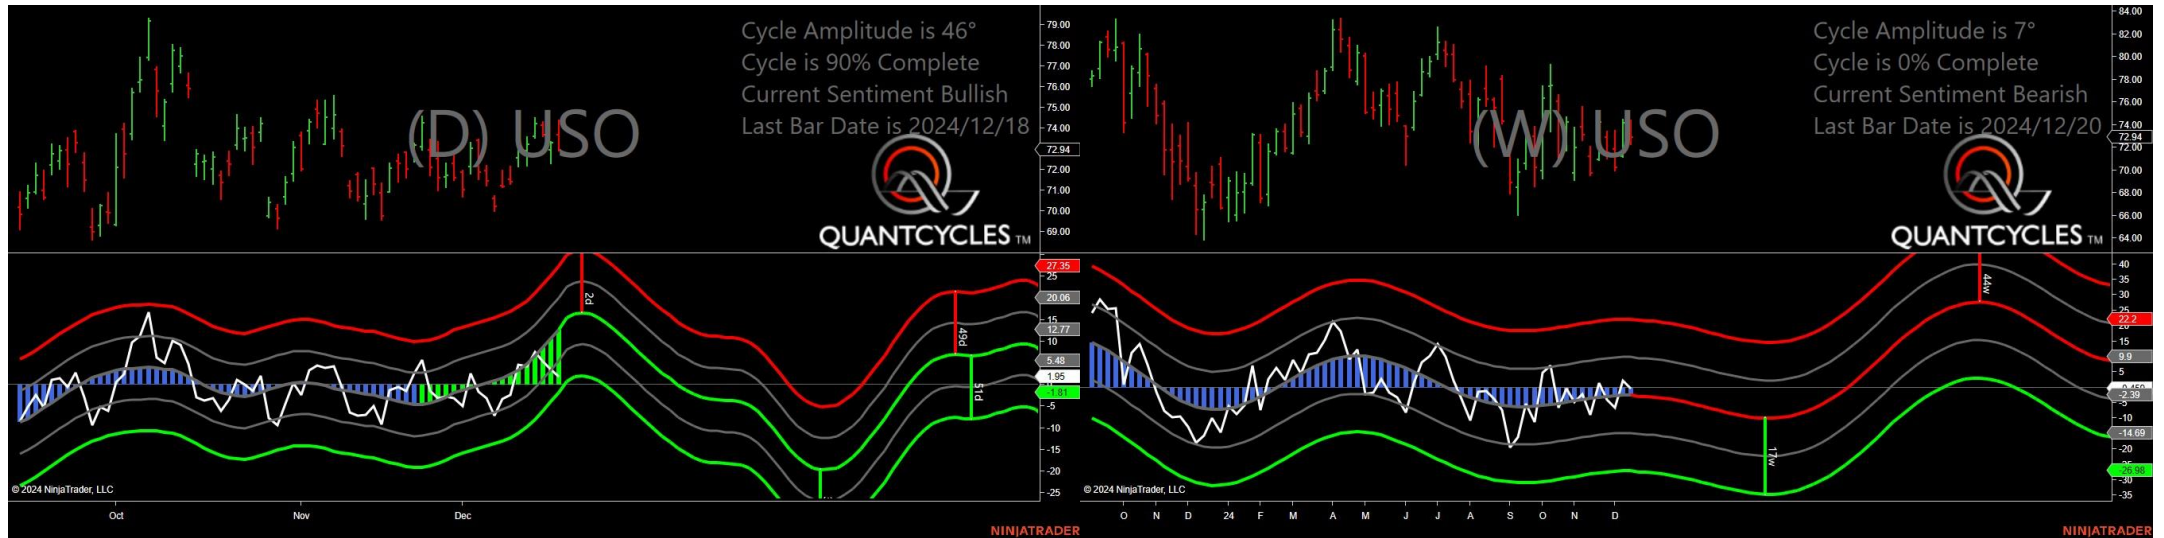 Cycle Amplitude is 46°
Cycle is 90% Complete
Current Sentiment Bullish
Last Bar Date is 2024/12/18
(D) USO
QUANTCYCLES TM
79.00
78.00
77.00
76.00
75.00
74.00
72.94
72.00
71.00
70.00
69.00
27.35
25
20.06
15
12.77
10
5.48
1.95
-1.81
-5
-10
-15
-20
-25
2d
49d
51d
© 2024 NinjaTrader, LLC
Oct
Nov
Dec
NINJATRADER
Cycle Amplitude is 7°
Cycle is 0% Complete
Current Sentiment Bearish
Last Bar Date is 2024/12/20
(W) USO
QUANTCYCLES TM
84.00
82.00
80.00
78.00
76.00
74.00
72.94
72.00
70.00
68.00
66.00
64.00
40
35
30
25
22.2
15
9.9
5
-2.39
-10
-14.69
-20
-26.98
-30
-35
44w
17w
© 2024 NinjaTrader, LLC
O N D 24 F M A M J J A S O N D
NINJATRADER